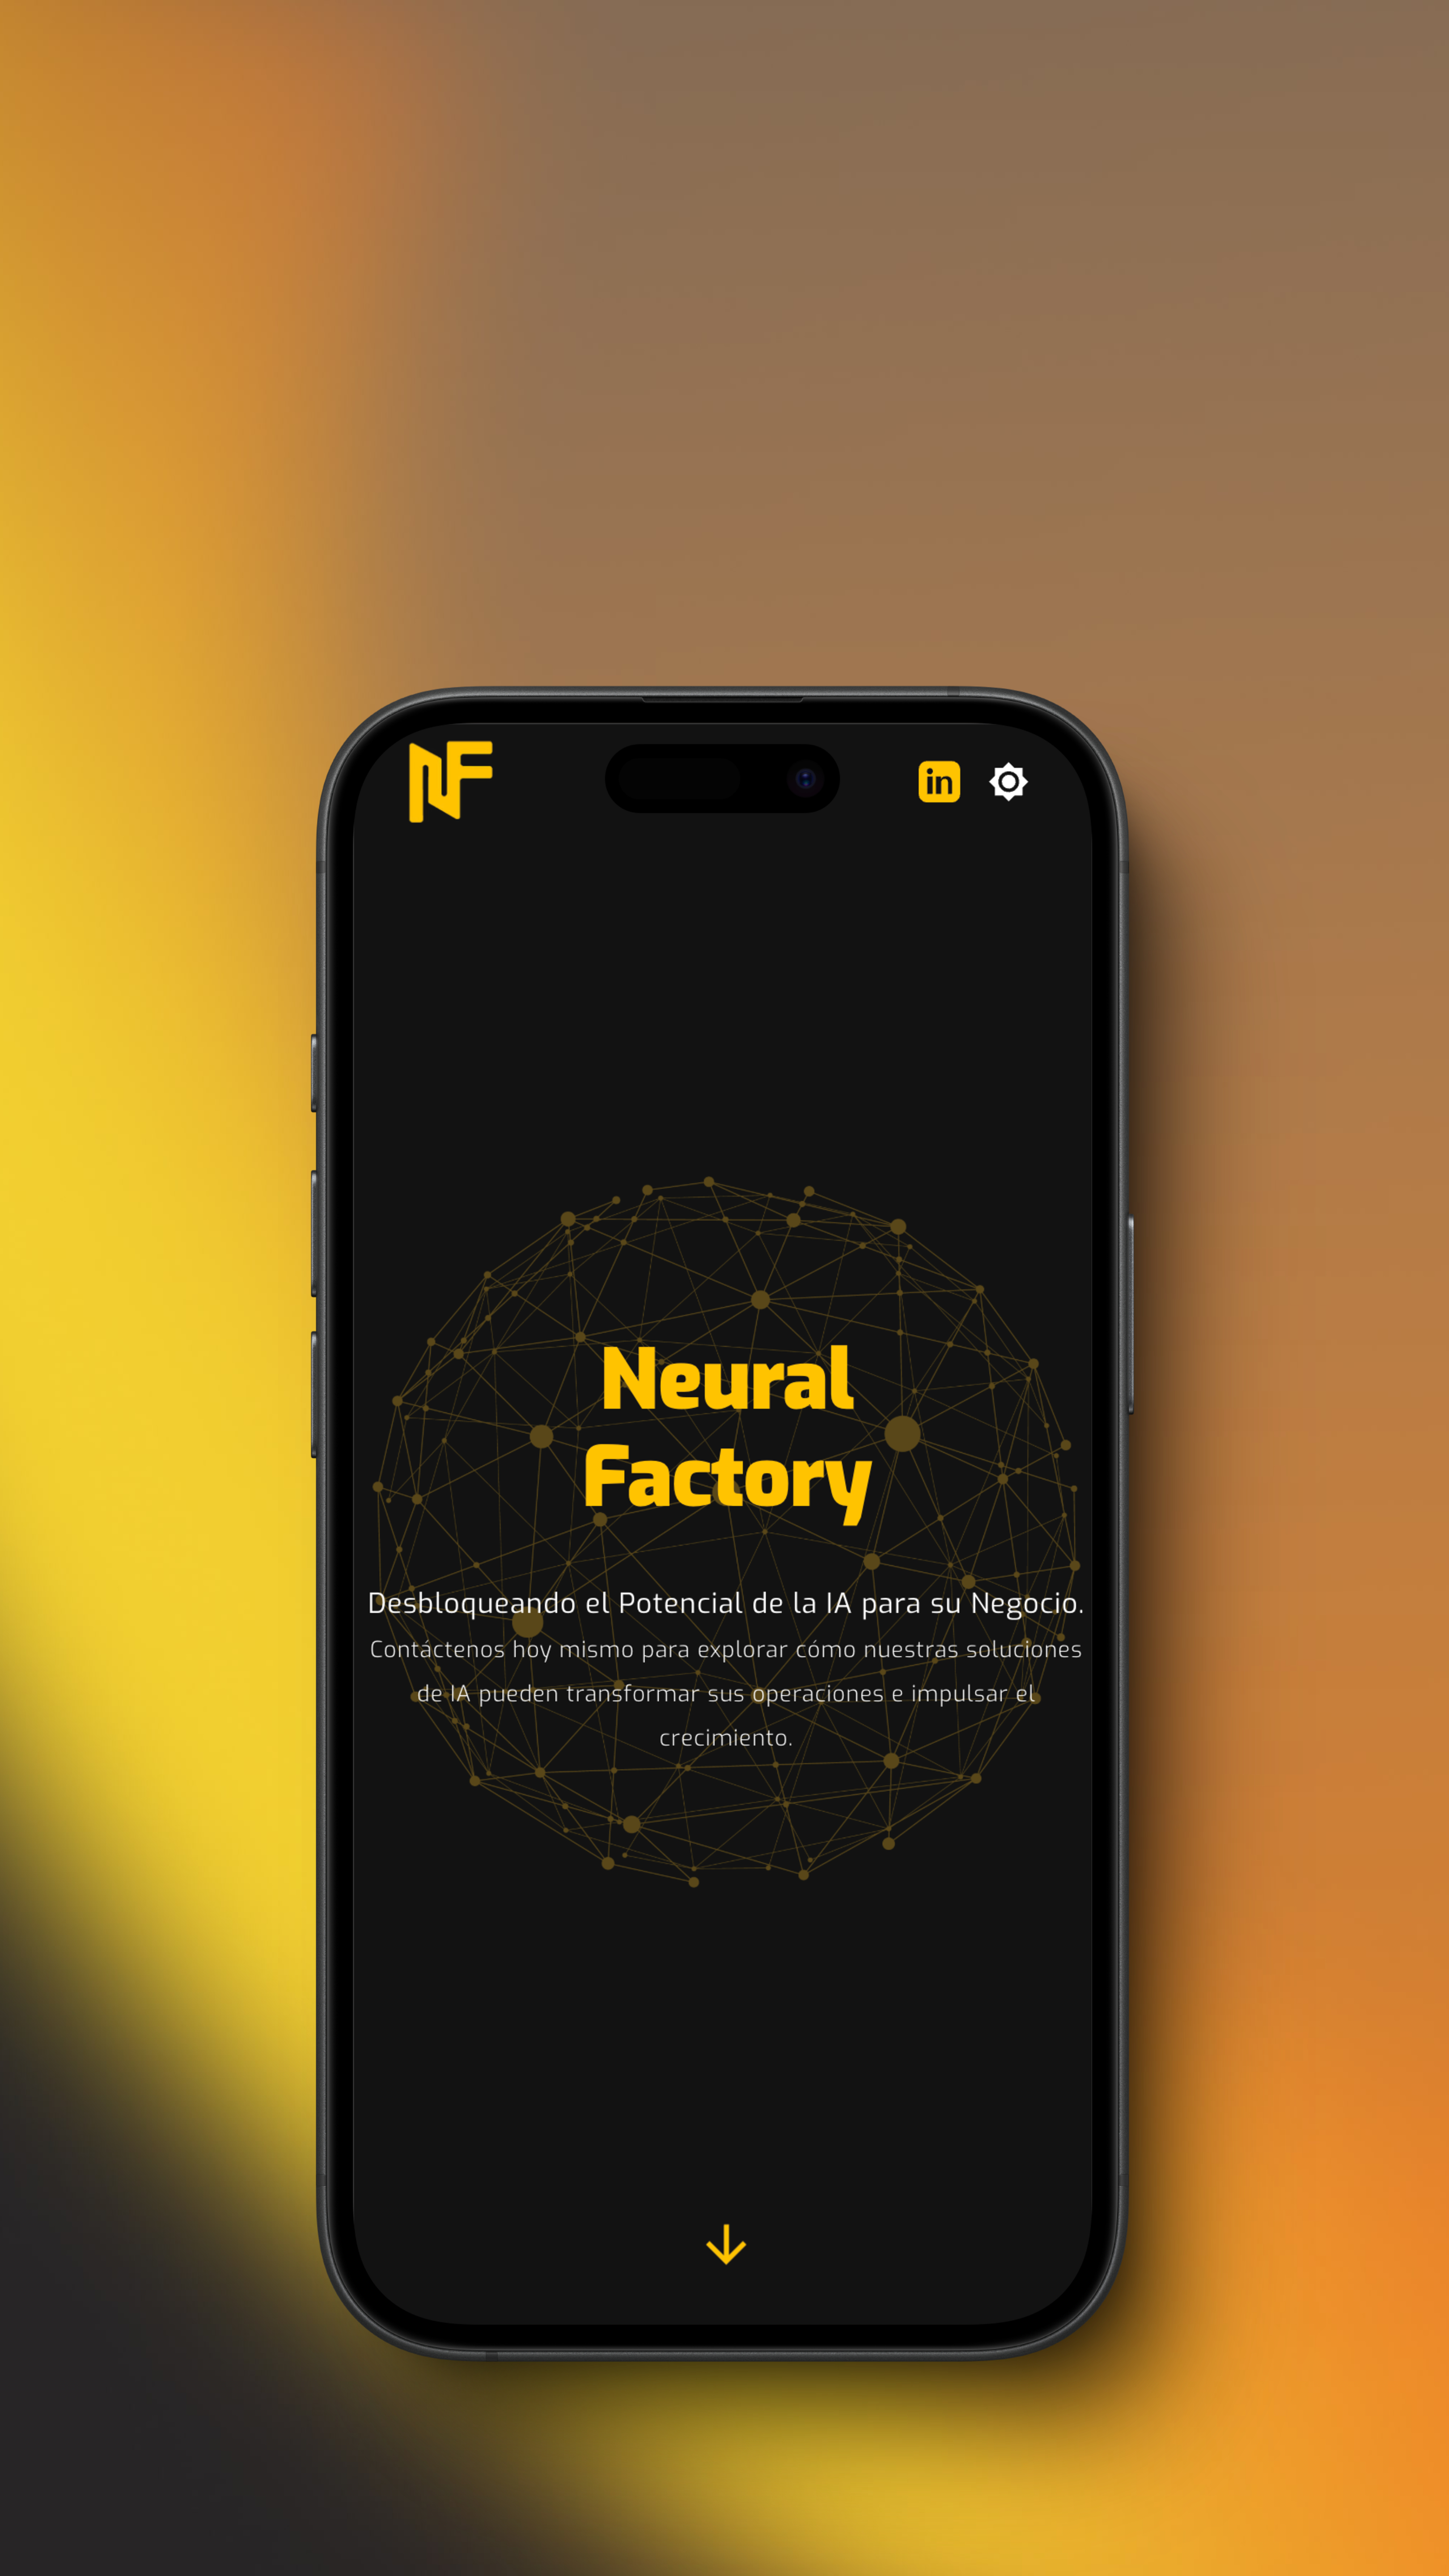 NF
in
Neural
Factory
Desbloqueando el Potencial de la IA para su Negocio.
Contáctenos hoy mismo para explorar cómo nuestras soluciones
de IA pueden transformar sus operaciones e impulsar el
crecimiento.